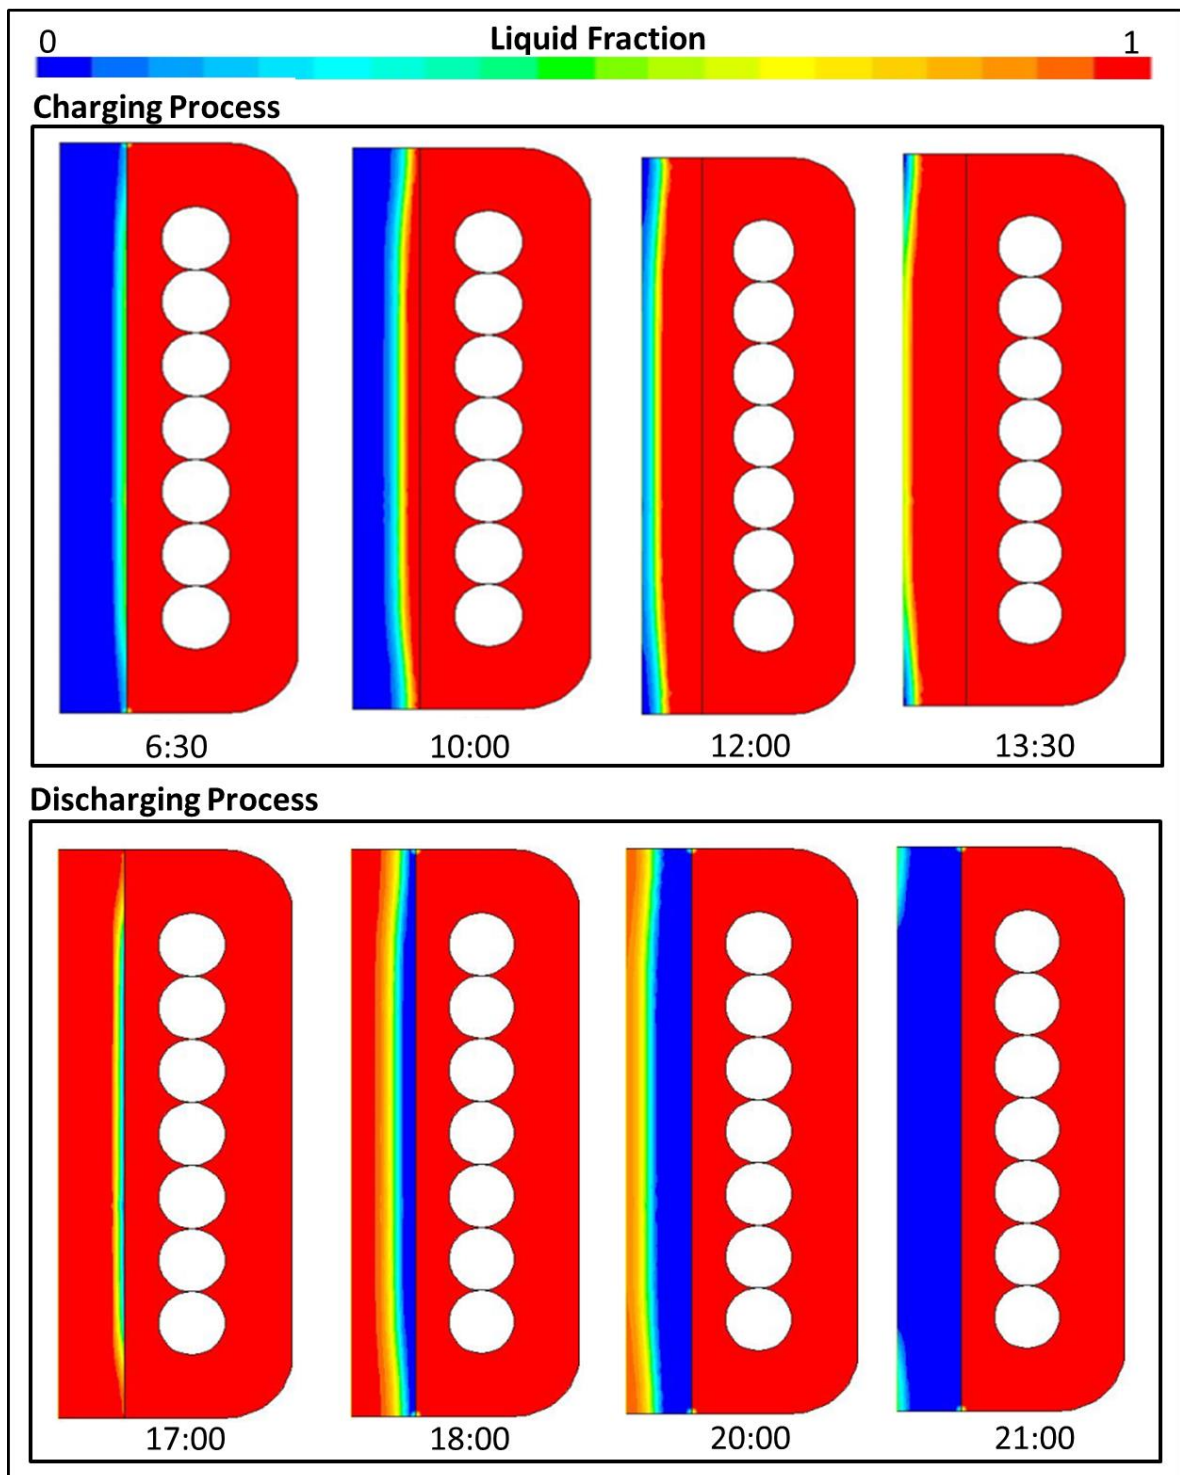 0 Liquid Fraction 1
Charging Process
6:30 10:00 12:00 13:30
Discharging Process
17:00 18:00 20:00 21:00